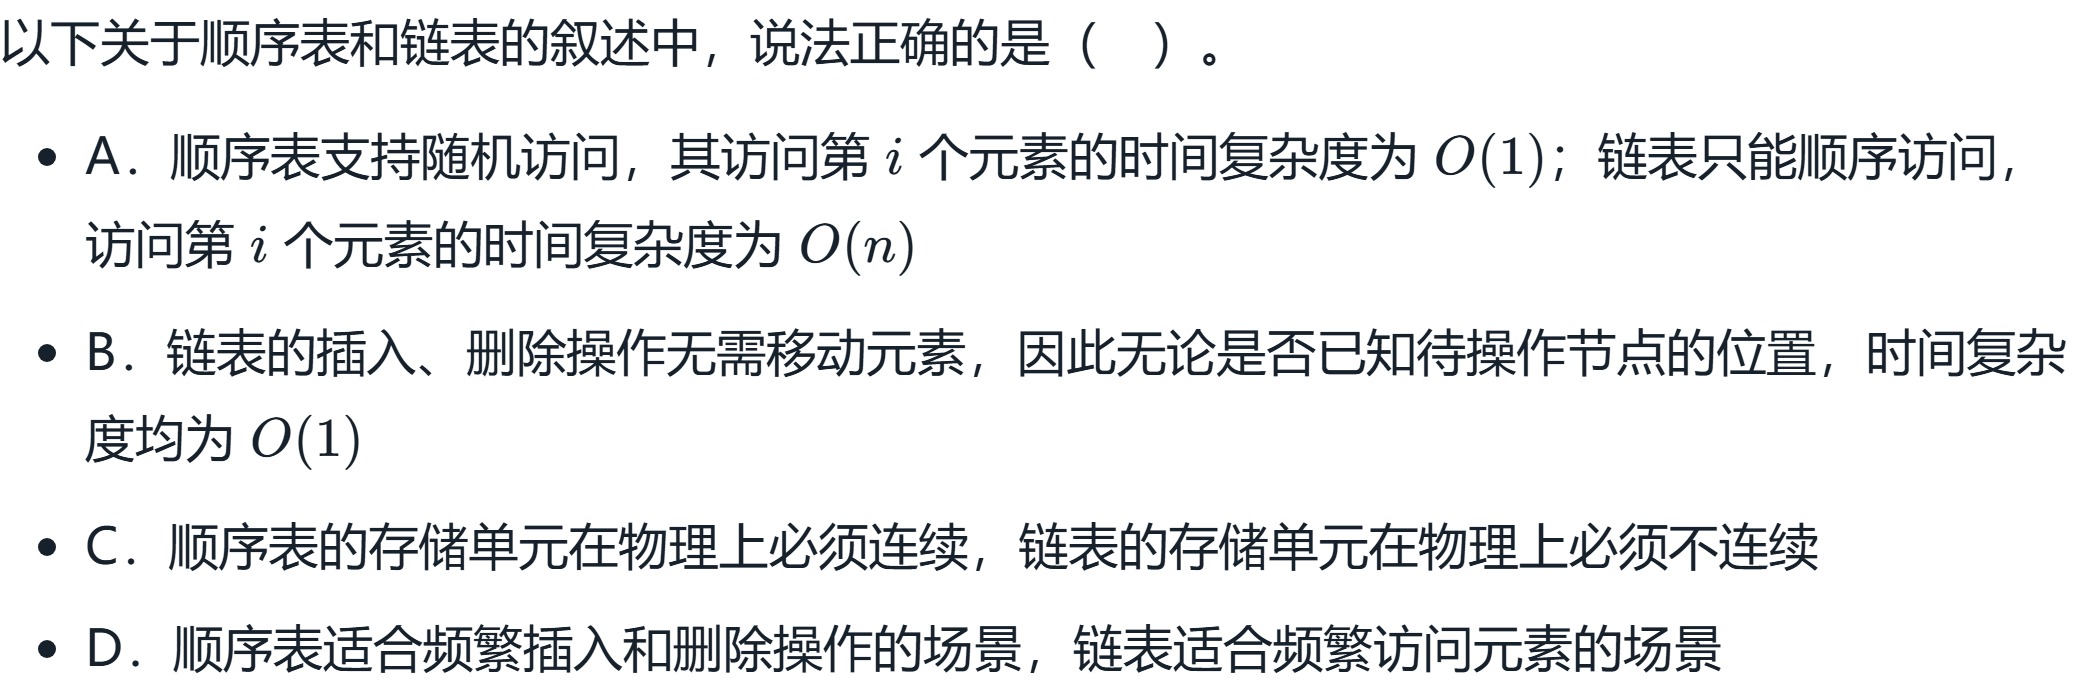 以下关于顺序表和链表的叙述中，说法正确的是（　）。
• A．顺序表支持随机访问，其访问第 i 个元素的时间复杂度为 O(1)；链表只能顺序访问，
访问第 i 个元素的时间复杂度为 O(n)
• B．链表的插入、删除操作无需移动元素，因此无论是否已知待操作节点的位置，时间复杂
度均为 O(1)
• C．顺序表的存储单元在物理上必须连续，链表的存储单元在物理上必须不连续
• D．顺序表适合频繁插入和删除操作的场景，链表适合频繁访问元素的场景